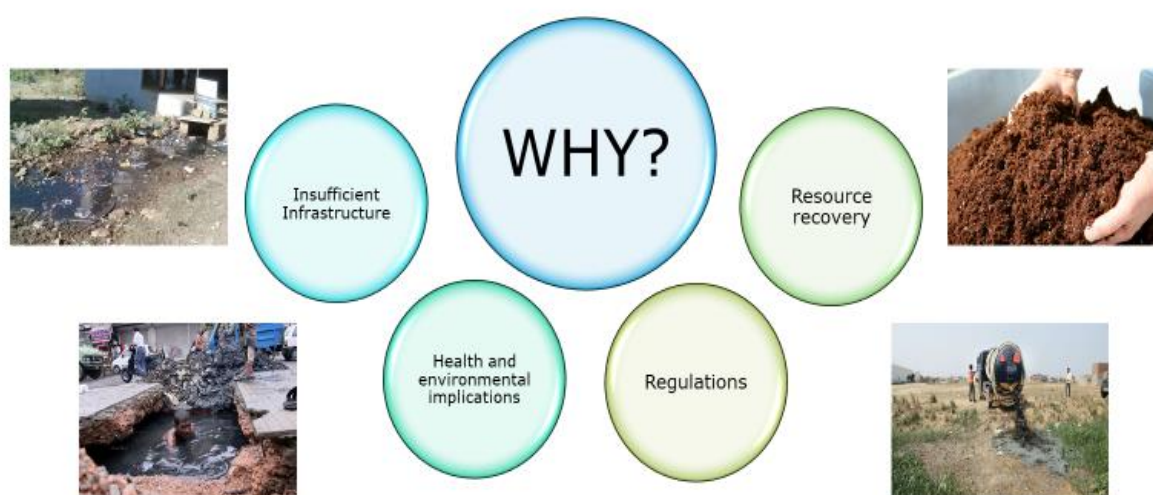 WHY?
Insufficient
Infrastructure
Resource
recovery
Health and
environmental
implications
Regulations